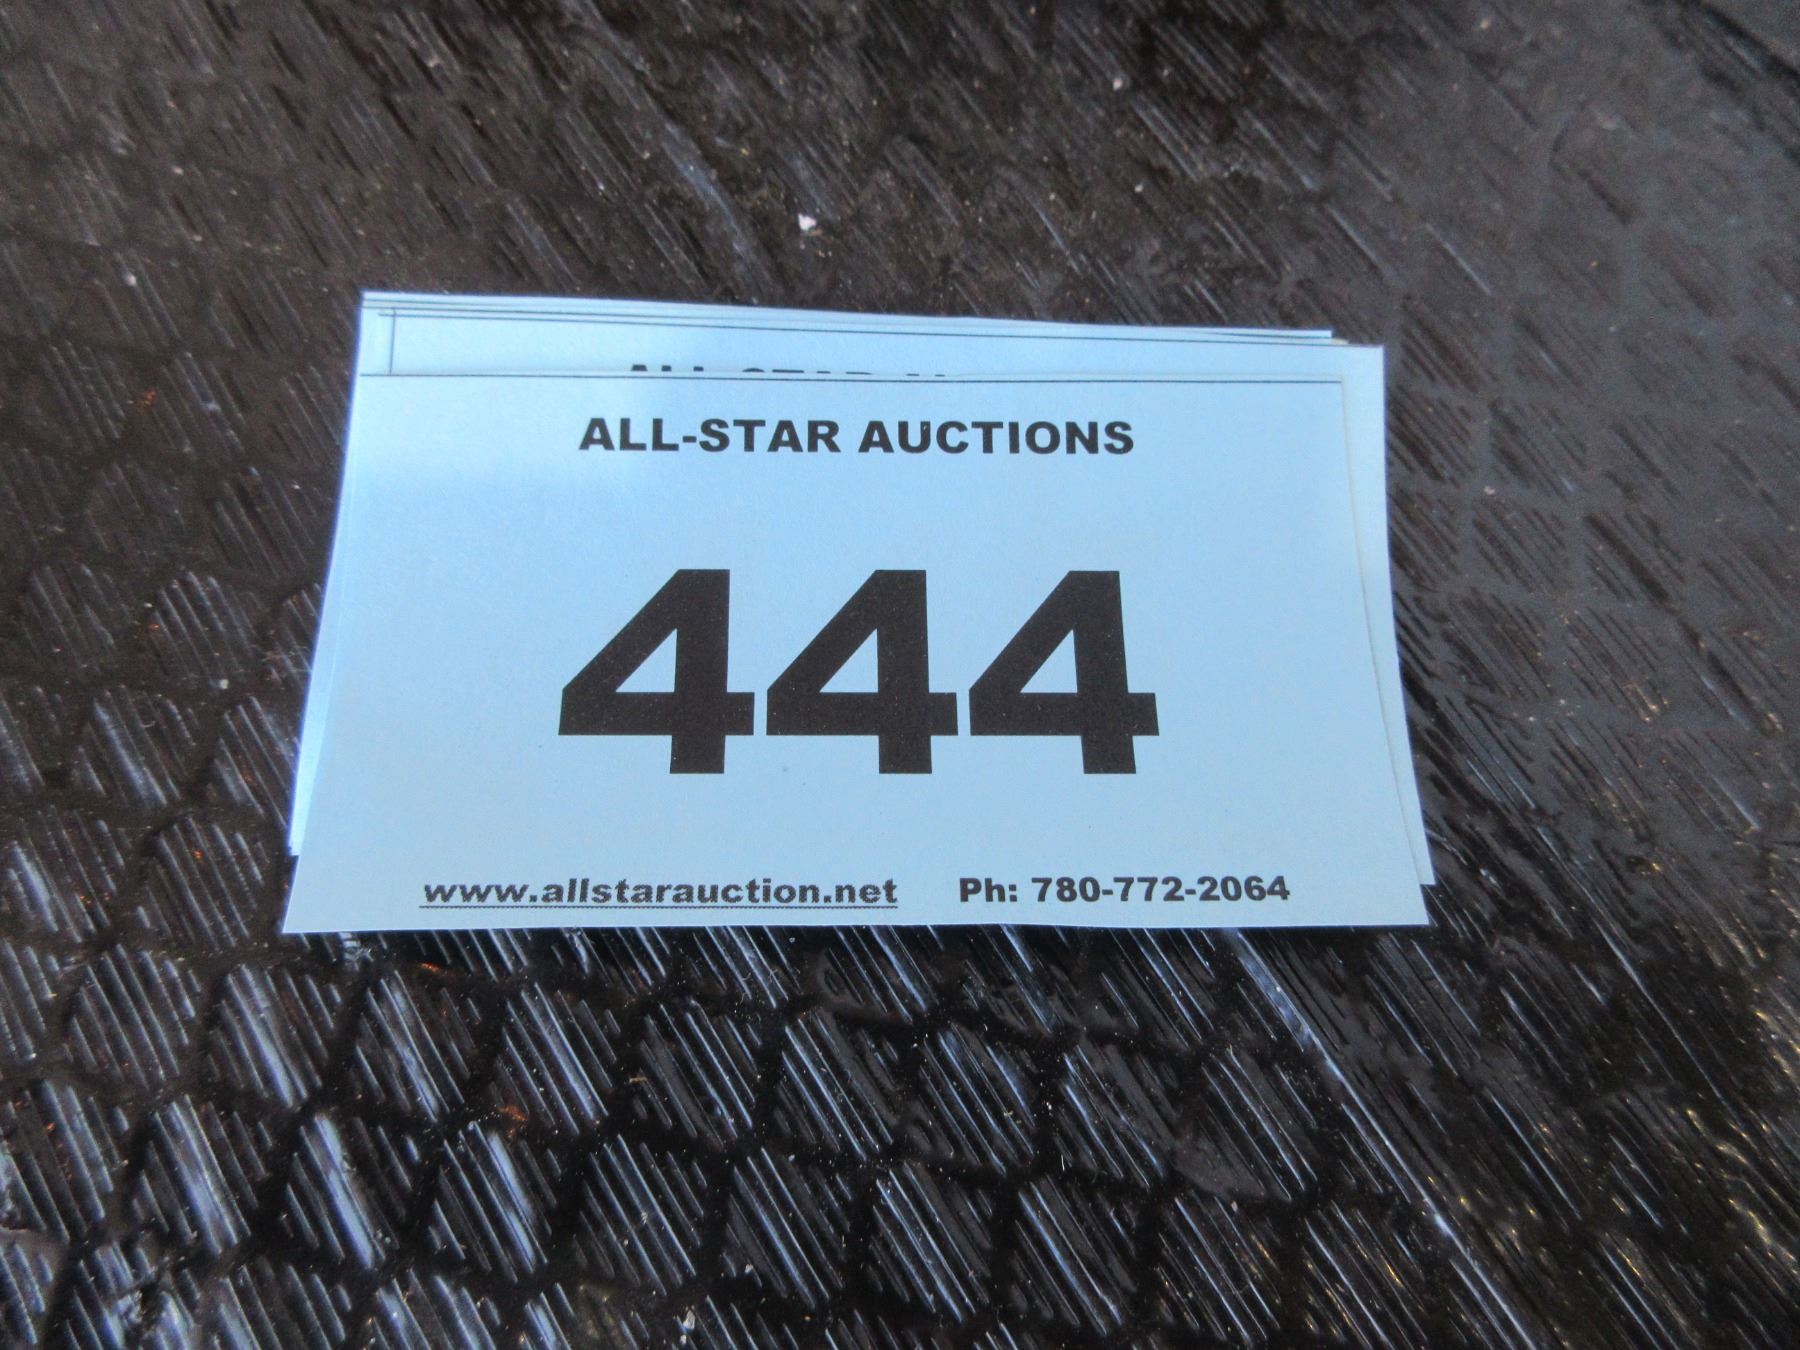 ALL-STAR AUCTIONS
444
www.allstarauction.net Ph: 780-772-2064